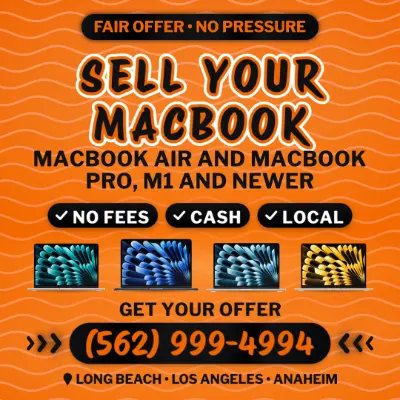 FAIR OFFER • NO PRESSURE
SELL YOUR
MACBOOK
MACBOOK AIR AND MACBOOK
PRO, M1 AND NEWER
✓ NO FEES ✓ CASH ✓ LOCAL
GET YOUR OFFER
››› (562) 999-4994 ‹‹‹
LONG BEACH • LOS ANGELES • ANAHEIM